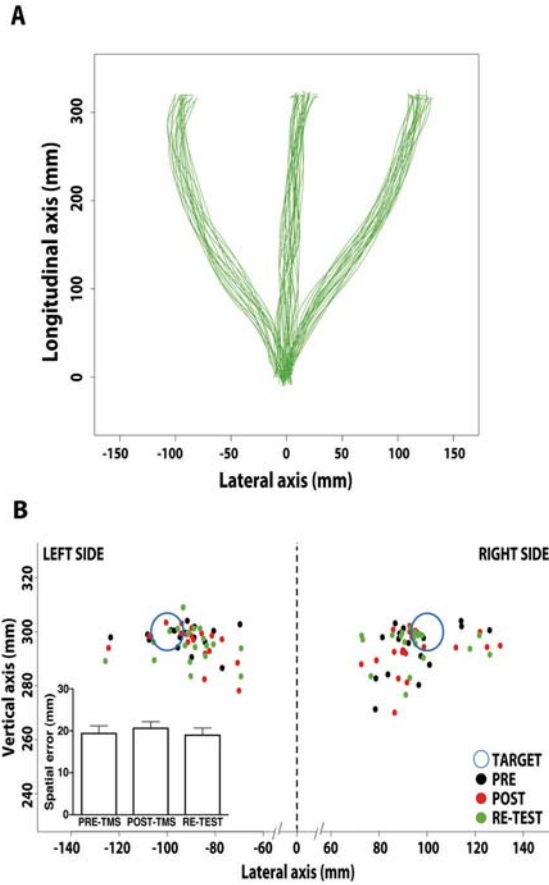 A
Longitudinal axis (mm)
300
200
100
0
-150 -100 -50 0 50 100 150
Lateral axis (mm)
B
LEFT SIDE RIGHT SIDE
Vertical axis (mm)
320
300
280
260
240
Spatial error (mm)
30
20
10
0
PRE-TMS POST-TMS RE-TEST
TARGET
PRE
POST
RE-TEST
-140 -120 -100 -80 -60 0 60 80 100 120 140
Lateral axis (mm)